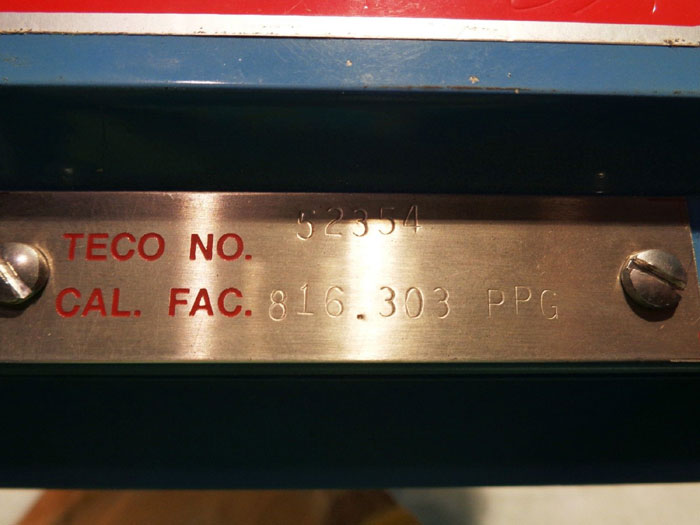 TECO NO. 52354
CAL. FAC. 816.303 PPG